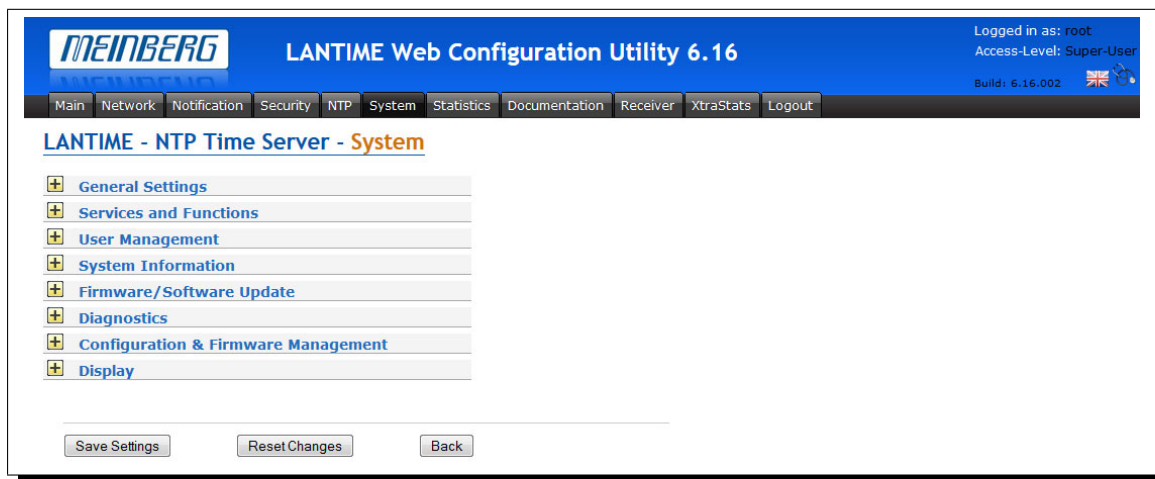 MEINBERG
LANTIME Web Configuration Utility 6.16
Logged in as: root
Access-Level: Super-User
Build: 6.16.002
Main Network Notification Security NTP System Statistics Documentation Receiver XtraStats Logout
LANTIME - NTP Time Server - System
General Settings
Services and Functions
User Management
System Information
Firmware/Software Update
Diagnostics
Configuration & Firmware Management
Display
Save Settings Reset Changes Back